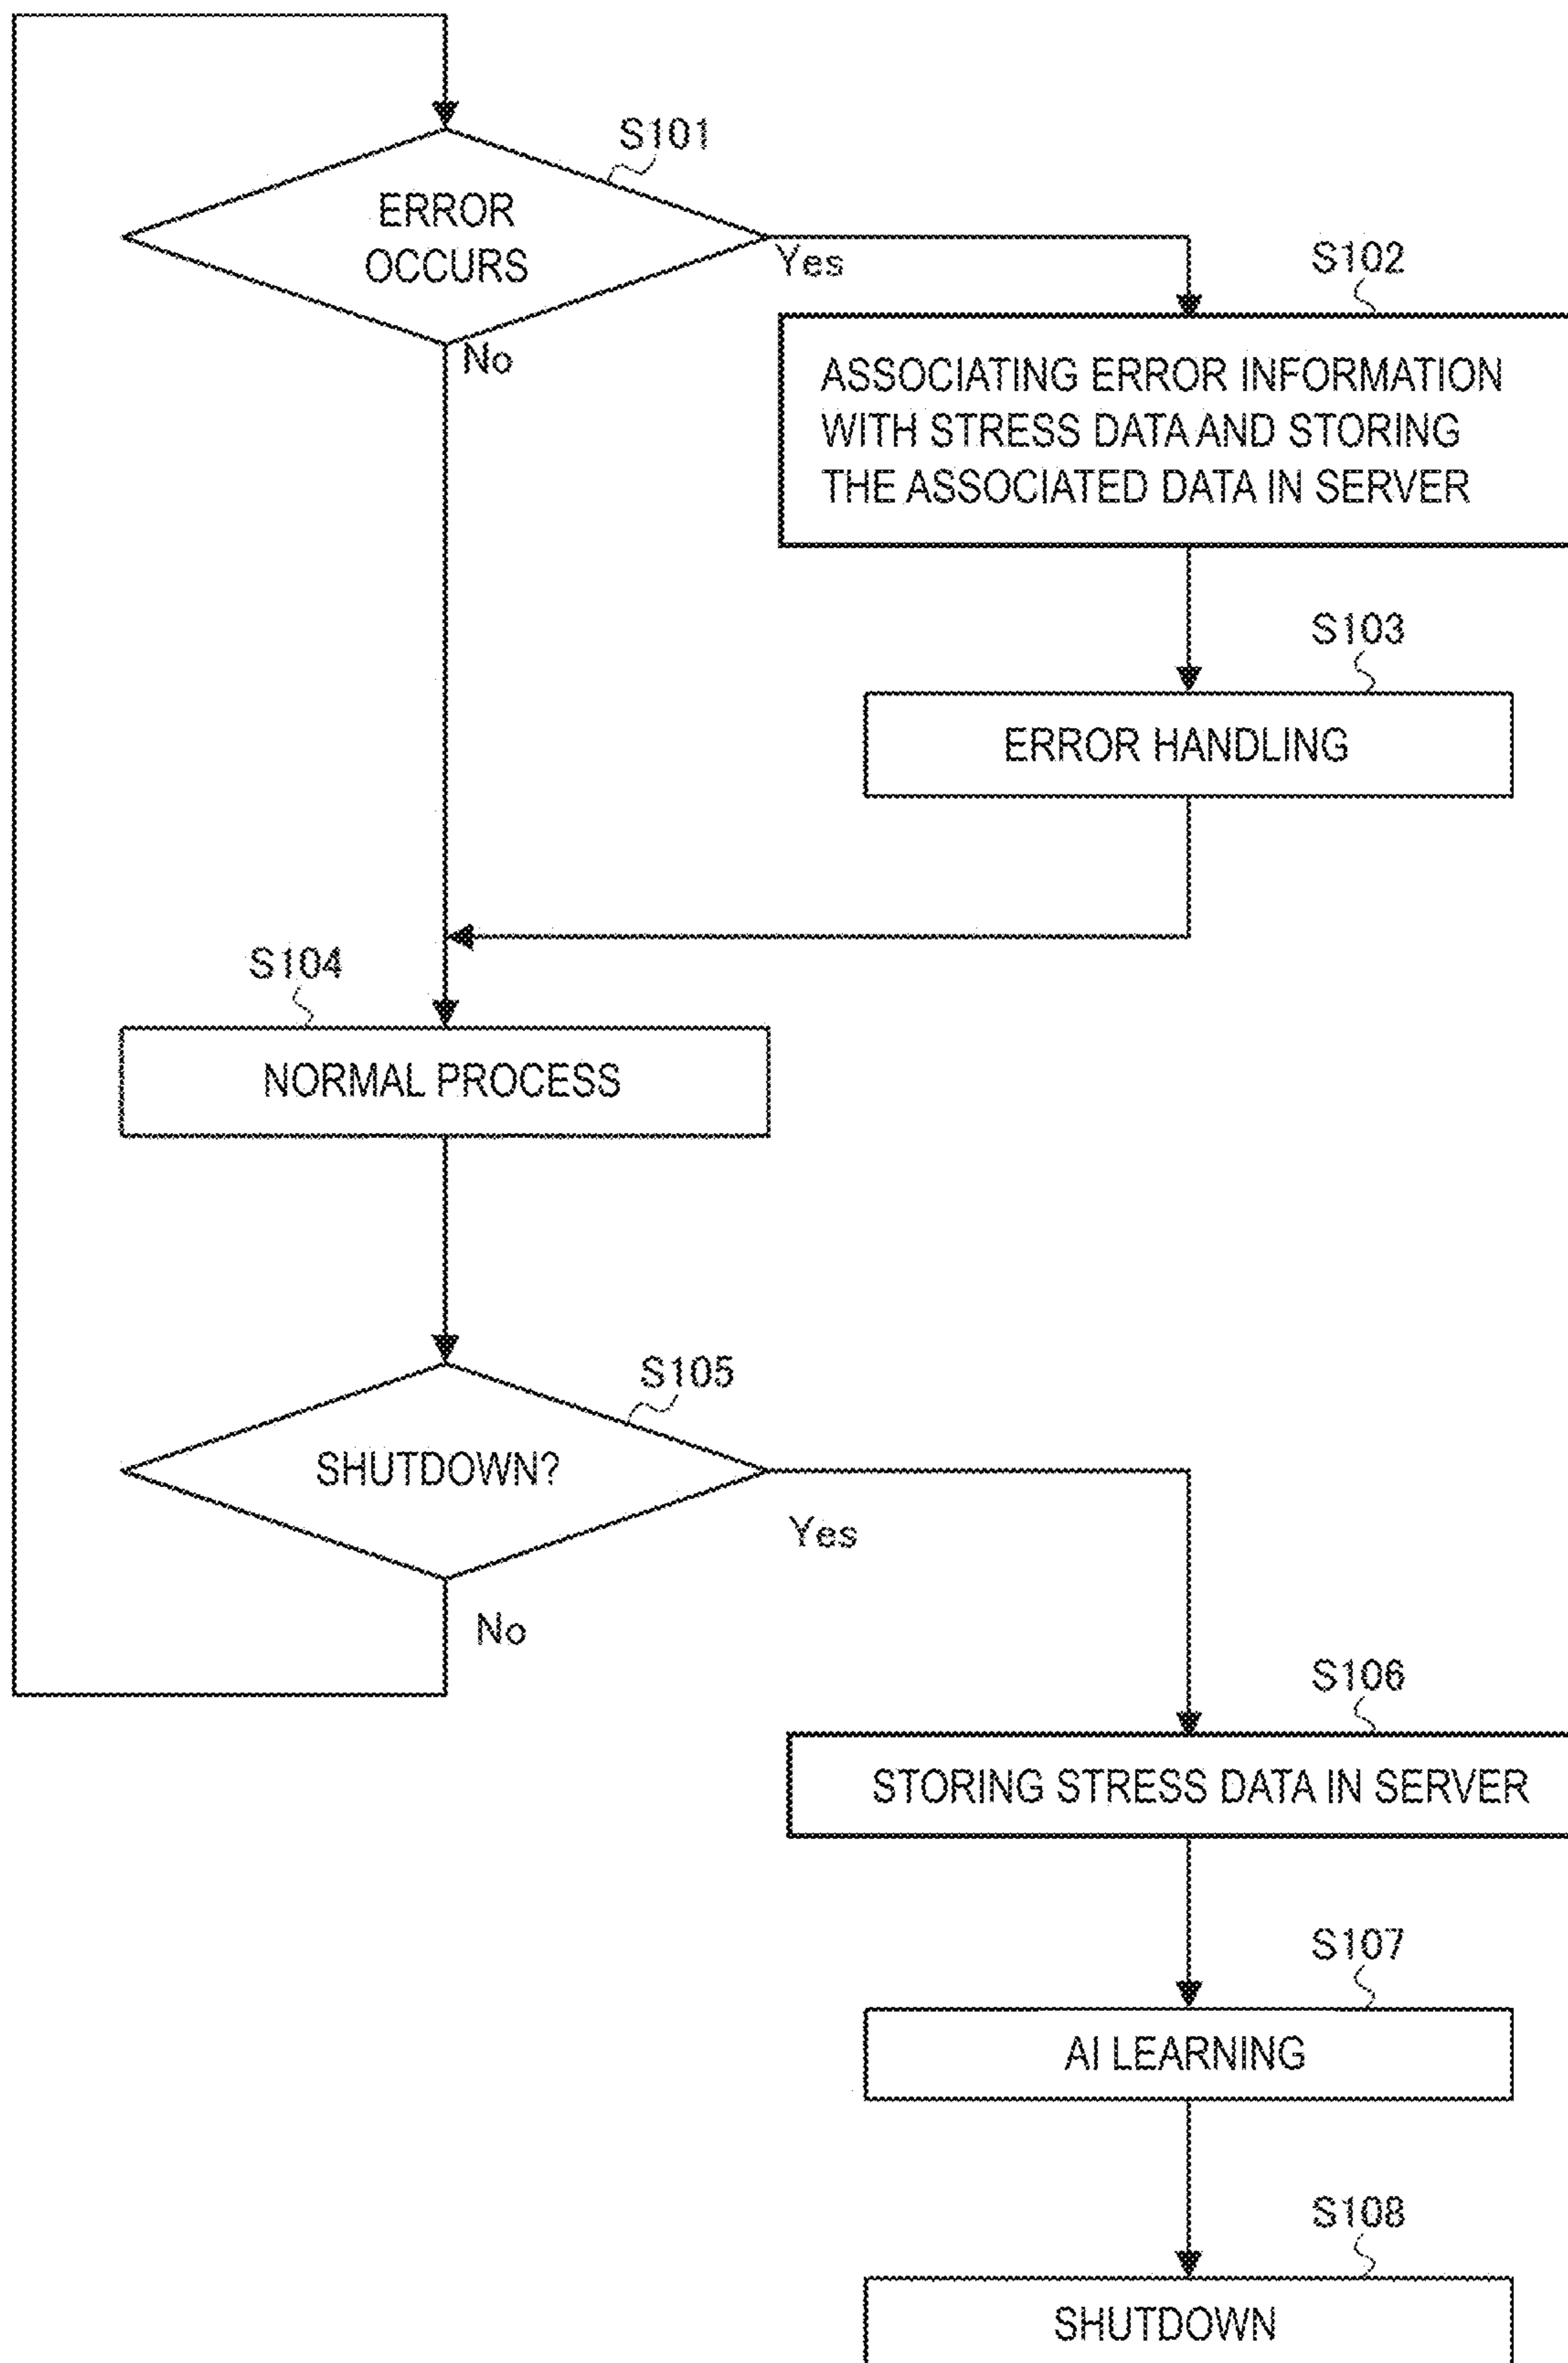 S101
ERROR
OCCURS
Yes
No
S102
ASSOCIATING ERROR INFORMATION
WITH STRESS DATA AND STORING
THE ASSOCIATED DATA IN SERVER
S103
ERROR HANDLING
S104
NORMAL PROCESS
S105
SHUTDOWN?
Yes
No
S106
STORING STRESS DATA IN SERVER
S107
AI LEARNING
S108
SHUTDOWN